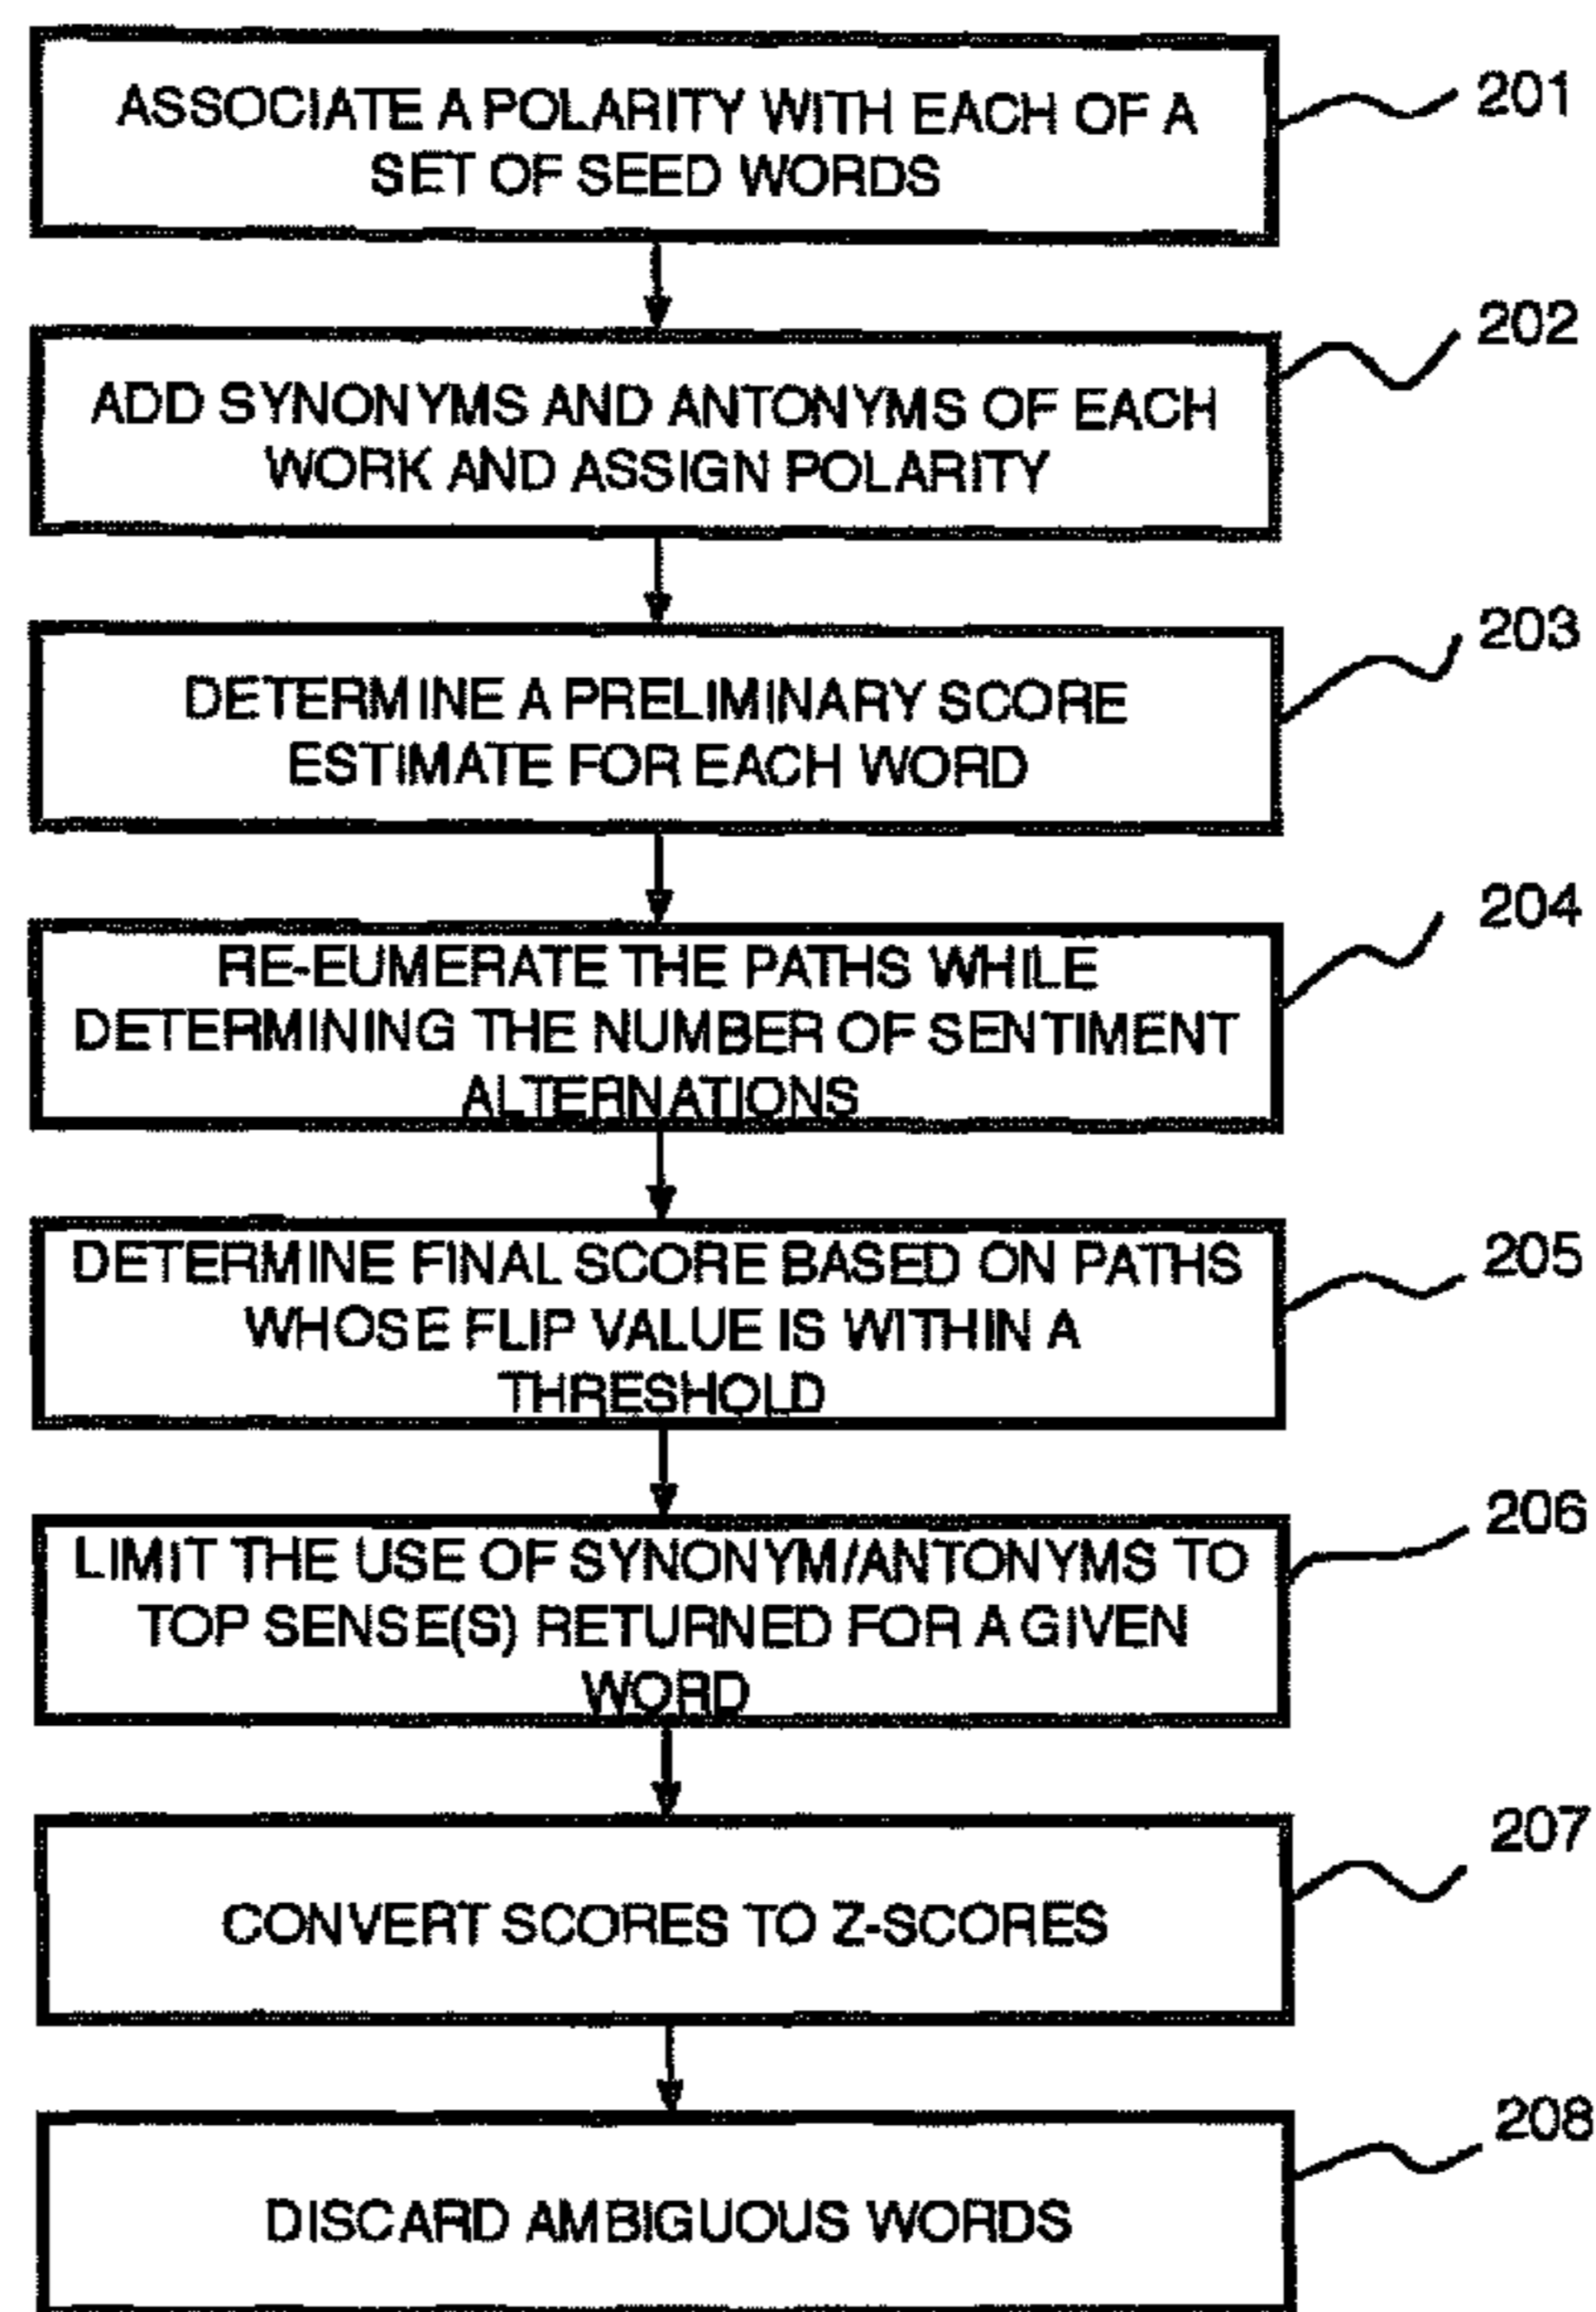 ASSOCIATE A POLARITY WITH EACH OF A
SET OF SEED WORDS
201
ADD SYNONYMS AND ANTONYMS OF EACH
WORK AND ASSIGN POLARITY
202
DETERMINE A PRELIMINARY SCORE
ESTIMATE FOR EACH WORD
203
RE-EUMERATE THE PATHS WHILE
DETERMINING THE NUMBER OF SENTIMENT
ALTERNATIONS
204
DETERMINE FINAL SCORE BASED ON PATHS
WHOSE FLIP VALUE IS WITHIN A
THRESHOLD
205
LIMIT THE USE OF SYNONYM/ANTONYMS TO
TOP SENSE(S) RETURNED FOR A GIVEN
WORD
206
CONVERT SCORES TO Z-SCORES
207
DISCARD AMBIGUOUS WORDS
208